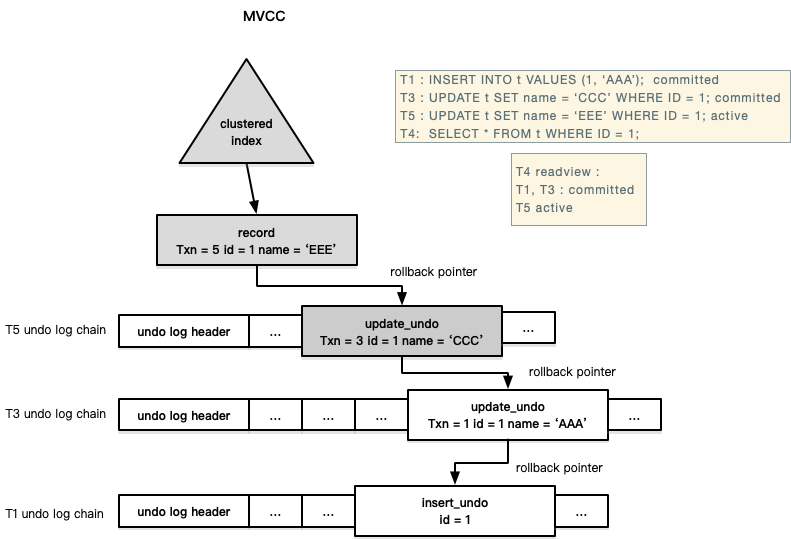 MVCC
clustered
index
T1 : INSERT INTO t VALUES (1, ‘AAA’);  committed
T3 : UPDATE t SET name = ‘CCC’ WHERE ID = 1; committed
T5 : UPDATE t SET name = ‘EEE’ WHERE ID = 1; active
T4:  SELECT * FROM t WHERE ID = 1;
T4 readview :
T1, T3 : committed
T5 active
record
Txn = 5 id = 1 name = ‘EEE’
rollback pointer
T5 undo log chain
undo log header
...
update_undo
Txn = 3 id = 1 name = ‘CCC’
...
rollback pointer
T3 undo log chain
undo log header
...
...
...
update_undo
Txn = 1 id = 1 name = ‘AAA’
...
rollback pointer
T1 undo log chain
undo log header
...
...
insert_undo
id = 1
...